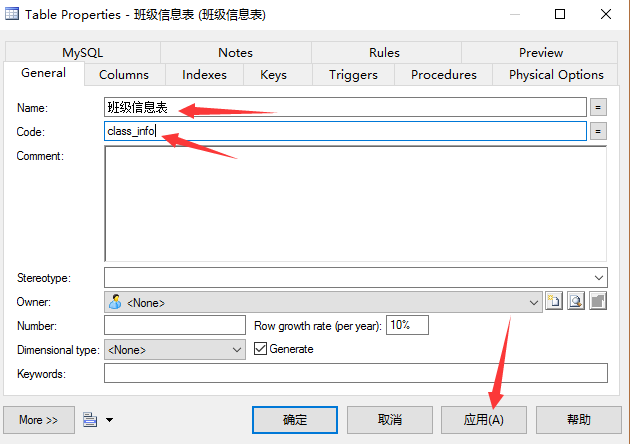 Table Properties - 班级信息表 (班级信息表)
MySQL Notes Rules Preview
General Columns Indexes Keys Triggers Procedures Physical Options
Name: 班级信息表 =
Code: class_info =
Comment:
Stereotype:
Owner: <None>
Number: Row growth rate (per year): 10%
Dimensional type: <None> Generate
Keywords:
More >> 确定 取消 应用(A) 帮助